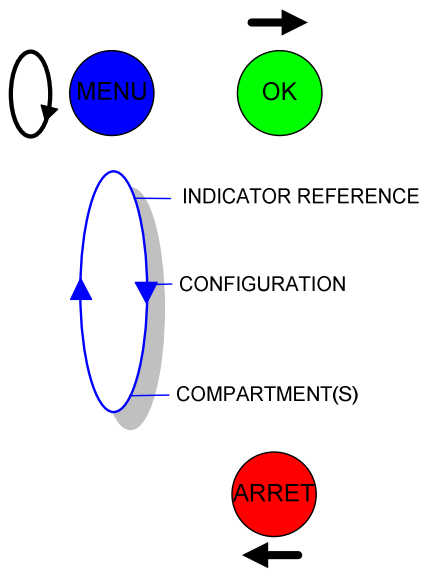 MENU
OK
INDICATOR REFERENCE
CONFIGURATION
COMPARTMENT(S)
ARRET